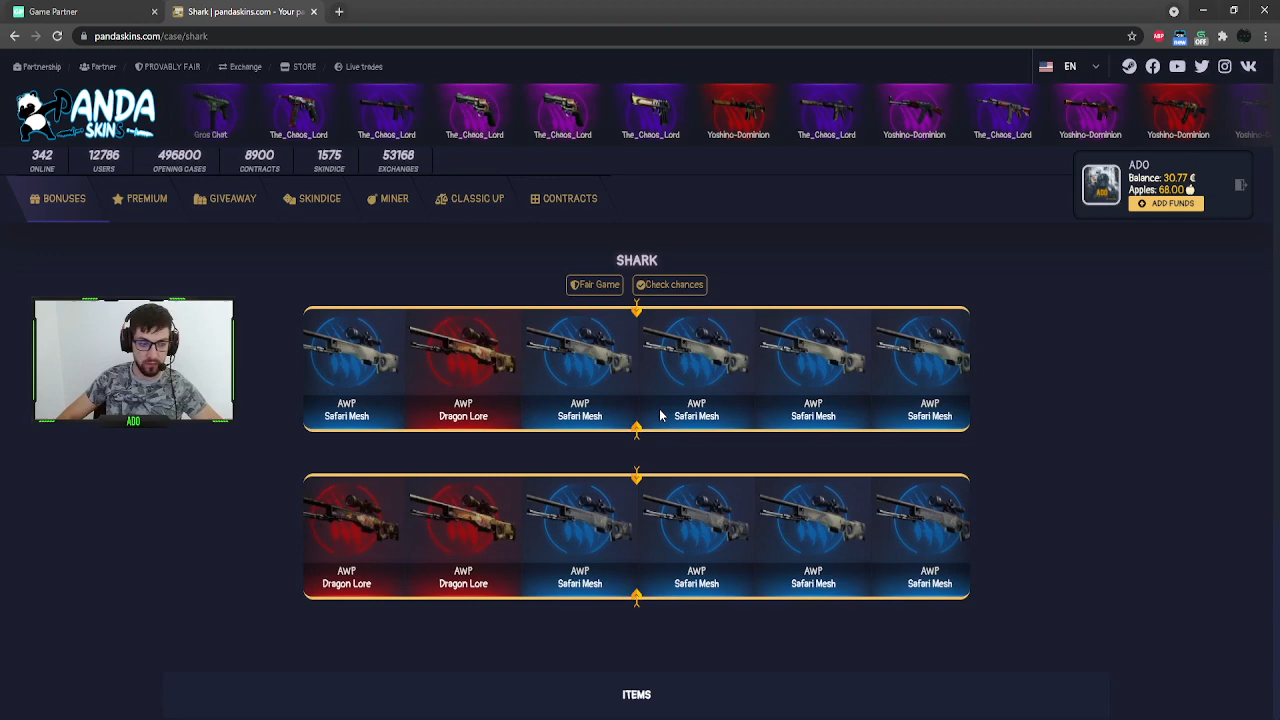 Game Partner
Shark | pandaskins.com - Your pa
pandaskins.com/case/shark
ABP
new
OFF
Partnership Partner PROVABLY FAIR Exchange STORE Live trades
EN
PANDA
SKINS
Gros Chat The_Chaos_Lord The_Chaos_Lord The_Chaos_Lord The_Chaos_Lord The_Chaos_Lord Yoshino-Dominion The_Chaos_Lord Yoshino-Dominion The_Chaos_Lord Yoshino-Dominion Yoshino-Dominion Yoshino-D
342 12786 496800 8900 1575 53168
ONLINE USERS OPENING CASES CONTRACTS SKINDICE EXCHANGES
ADO
Balance: 30.77 €
Apples: 68.00
ADD FUNDS
BONUSES PREMIUM GIVEAWAY SKINDICE MINER CLASSIC UP CONTRACTS
SHARK
Fair Game Check chances
AWP AWP AWP AWP AWP AWP
Safari Mesh Dragon Lore Safari Mesh Safari Mesh Safari Mesh Safari Mesh
ADO
AWP AWP AWP AWP AWP AWP
Dragon Lore Dragon Lore Safari Mesh Safari Mesh Safari Mesh Safari Mesh
ITEMS